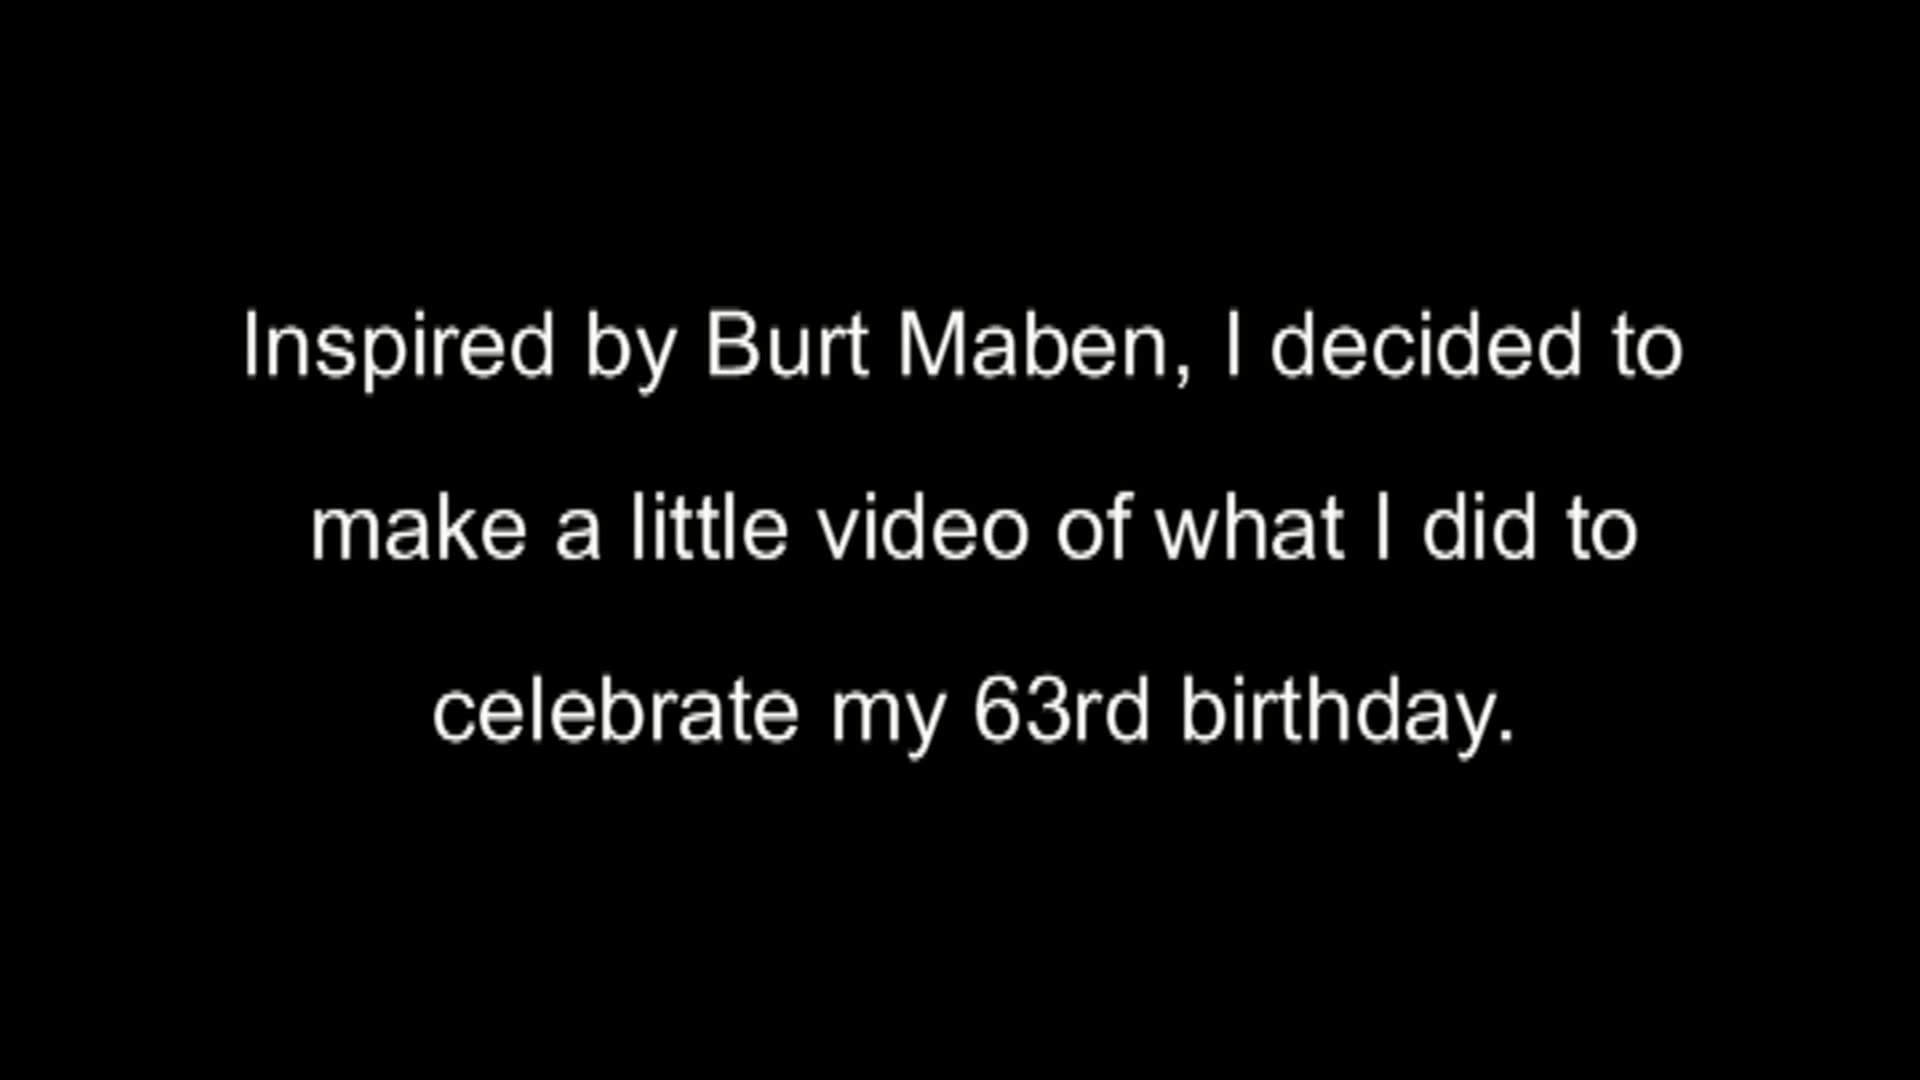 Inspired by Burt Maben, I decided to
make a little video of what I did to
celebrate my 63rd birthday.